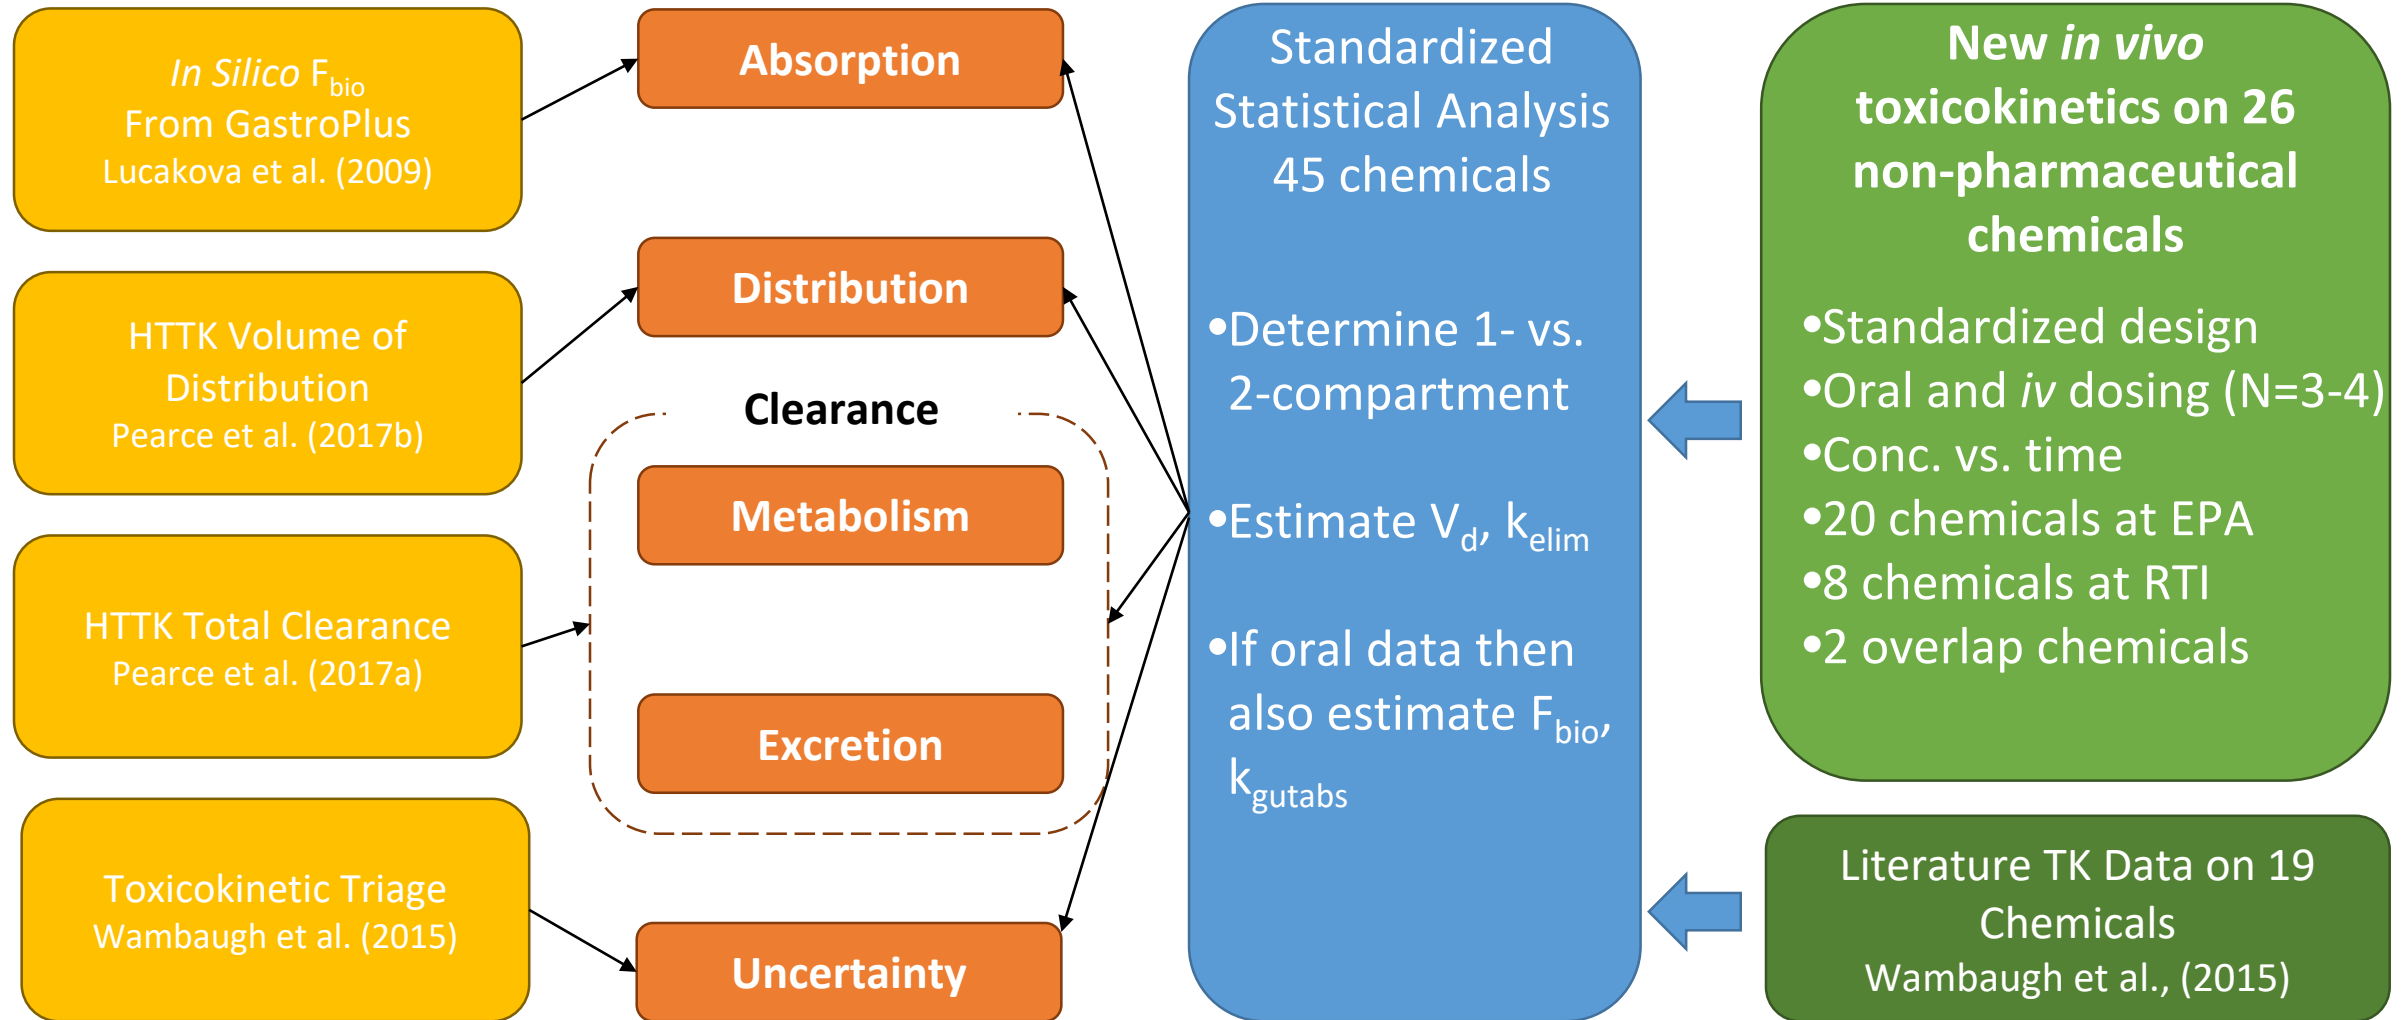 In Silico Fbio
From GastroPlus
Lucakova et al. (2009)
HTTK Volume of
Distribution
Pearce et al. (2017b)
HTTK Total Clearance
Pearce et al. (2017a)
Toxicokinetic Triage
Wambaugh et al. (2015)
Absorption
Distribution
Clearance
Metabolism
Excretion
Uncertainty
Standardized
Statistical Analysis
45 chemicals
•Determine 1- vs.
2-compartment
•Estimate Vd, kelim
•If oral data then
also estimate Fbio,
kgutabs
New in vivo
toxicokinetics on 26
non-pharmaceutical
chemicals
•Standardized design
•Oral and iv dosing (N=3-4)
•Conc. vs. time
•20 chemicals at EPA
•8 chemicals at RTI
•2 overlap chemicals
Literature TK Data on 19
Chemicals
Wambaugh et al., (2015)